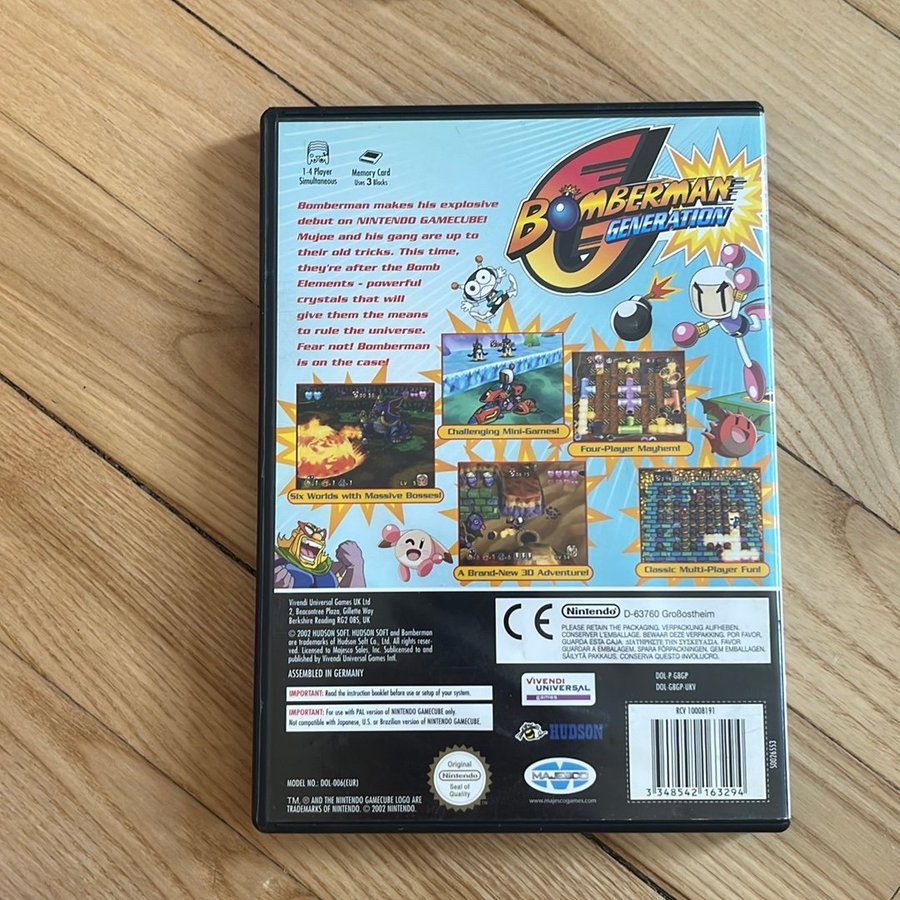 1-4 Player
Simultaneous
Memory Card
Uses 3 Blocks
BOMBERMAN
GENERATION
Bomberman makes his explosive
debut on NINTENDO GAMECUBE!
Mujoe and his gang are up to
their old tricks. This time,
they're after the Bomb
Elements - powerful
crystals that will
give them the means
to rule the universe.
Fear not! Bomberman
is on the case!
Challenging Mini-Games!
Four-Player Mayhem!
Six Worlds with Massive Bosses!
A Brand-New 3D Adventure!
Classic Multi-Player Fun!
Vivendi Universal Games UK Ltd
2, Beacontree Plaza, Gillette Way
Berkshire Reading RG2 0BS, UK
© 2002 HUDSON SOFT. HUDSON SOFT and Bomberman
are trademarks of Hudson Soft Co., Ltd. All rights reser-
ved. Licensed to Majesco Sales, Inc. Sublicensed to and
published by Vivendi Universal Games Intl.
ASSEMBLED IN GERMANY
IMPORTANT: Read the instruction booklet before use or setup of your system.
IMPORTANT: For use with PAL version of NINTENDO GAMECUBE only.
Not compatible with Japanese, U.S. or Brazilian version of NINTENDO GAMECUBE.
MODEL NO.: DOL-006(EUR)
TM, ® AND THE NINTENDO GAMECUBE LOGO ARE
TRADEMARKS OF NINTENDO. © 2002 NINTENDO.
Original
Nintendo
Seal of
Quality
CE
Nintendo D-63760 Großostheim
PLEASE RETAIN THE PACKAGING. VERPACKUNG AUFHEBEN.
CONSERVER L'EMBALLAGE. BEWAAR DEZE VERPAKKING. POR FAVOR,
GUARDA ESTA CAJA. ΔΙΑΤΗΡΗΣΤΕ ΤΗΝ ΣΥΣΚΕΥΑΣΙΑ. FAVOR
GUARDAR A EMBALAGEM. SPARA FÖRPACKNINGEN. GEM EMBALLAGEN.
SÄILYTÄ PAKKAUS. CONSERVA QUESTO INVOLUCRO.
VIVENDI
UNIVERSAL
games
DOL-P-GBGP
DOL-GBGP-UKV
HUDSON
MAJESCO
www.majescogames.com
RCV 10008191
3 348542 163294
S0026553